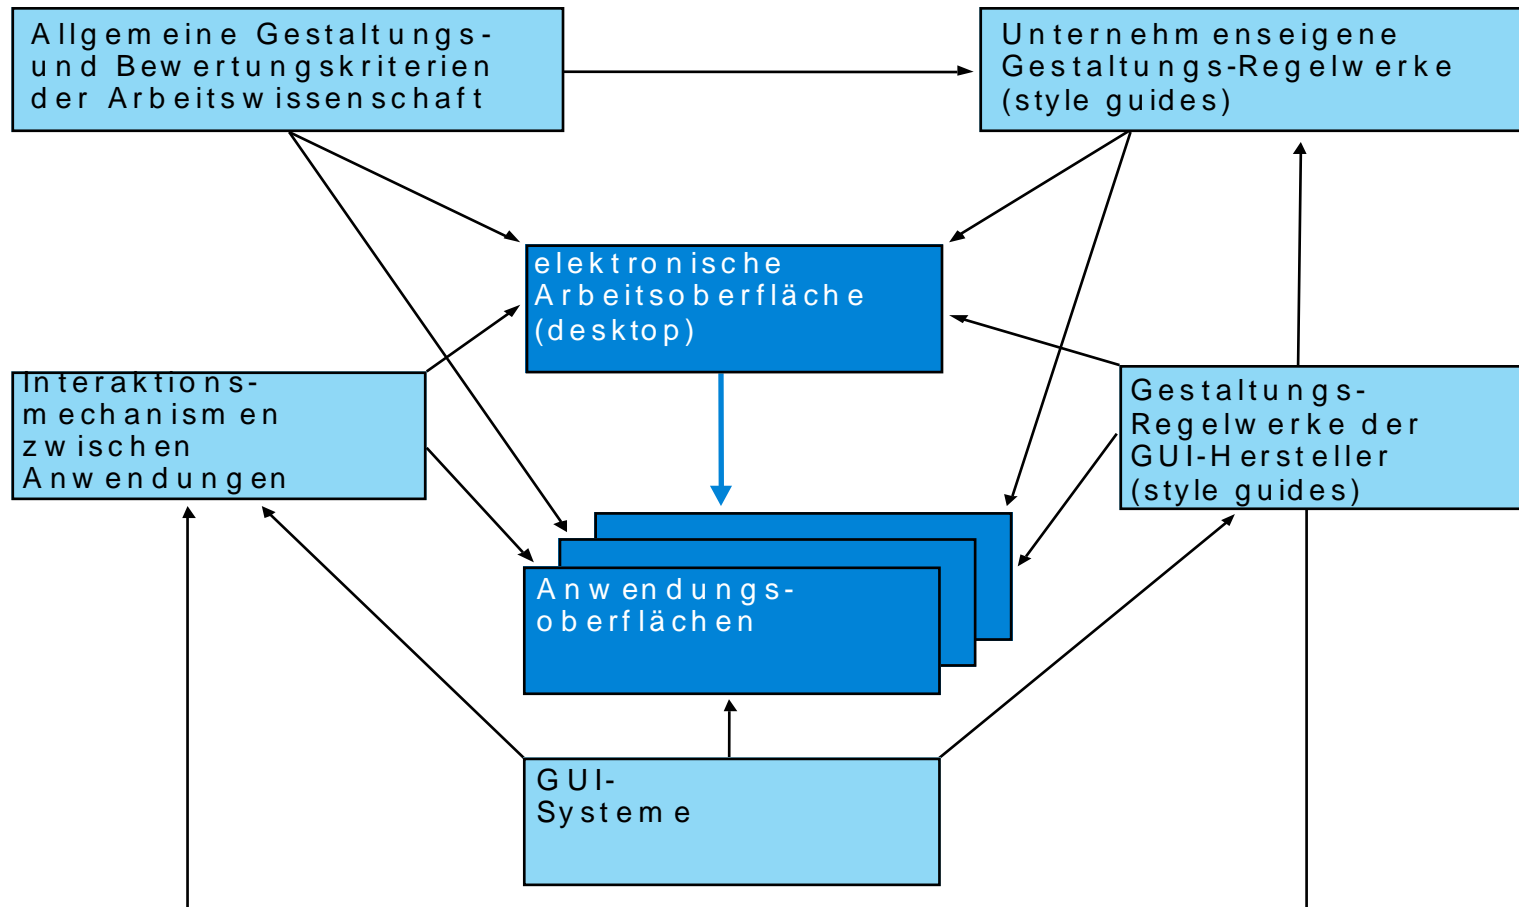 Allgemeine Gestaltungs-
und Bewertungskriterien
der Arbeitswissenschaft
Unternehmenseigene
Gestaltungs-Regelwerke
(style guides)
elektronische
Arbeitsoberfläche
(desktop)
Interaktions-
mechanismen
zwischen
Anwendungen
Gestaltungs-
Regelwerke der
GUI-Hersteller
(style guides)
Anwendungs-
oberflächen
GUI-
Systeme